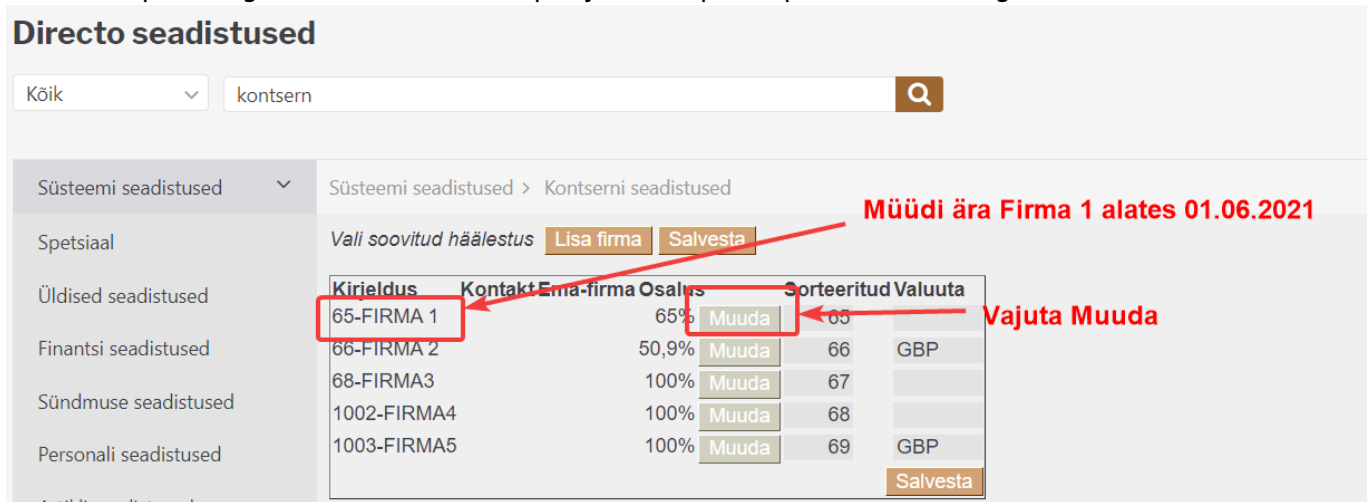 Directo seadistused
Kõik kontsern
Süsteemi seadistused
Süsteemi seadistused > Kontserni seadistused
Müüdi ära Firma 1 alates 01.06.2021
Spetsiaal
Vali soovitud häälestus Lisa firma Salvesta
Üldised seadistused
Kirjeldus Kontakt Ema-firma Osalus Sorteeritud Valuuta
65-FIRMA 1 65% Muuda 65
Vajuta Muuda
Finantsi seadistused
66-FIRMA 2 50,9% Muuda 66 GBP
68-FIRMA3 100% Muuda 67
Sündmuse seadistused
1002-FIRMA4 100% Muuda 68
Personali seadistused
1003-FIRMA5 100% Muuda 69 GBP
Salvesta